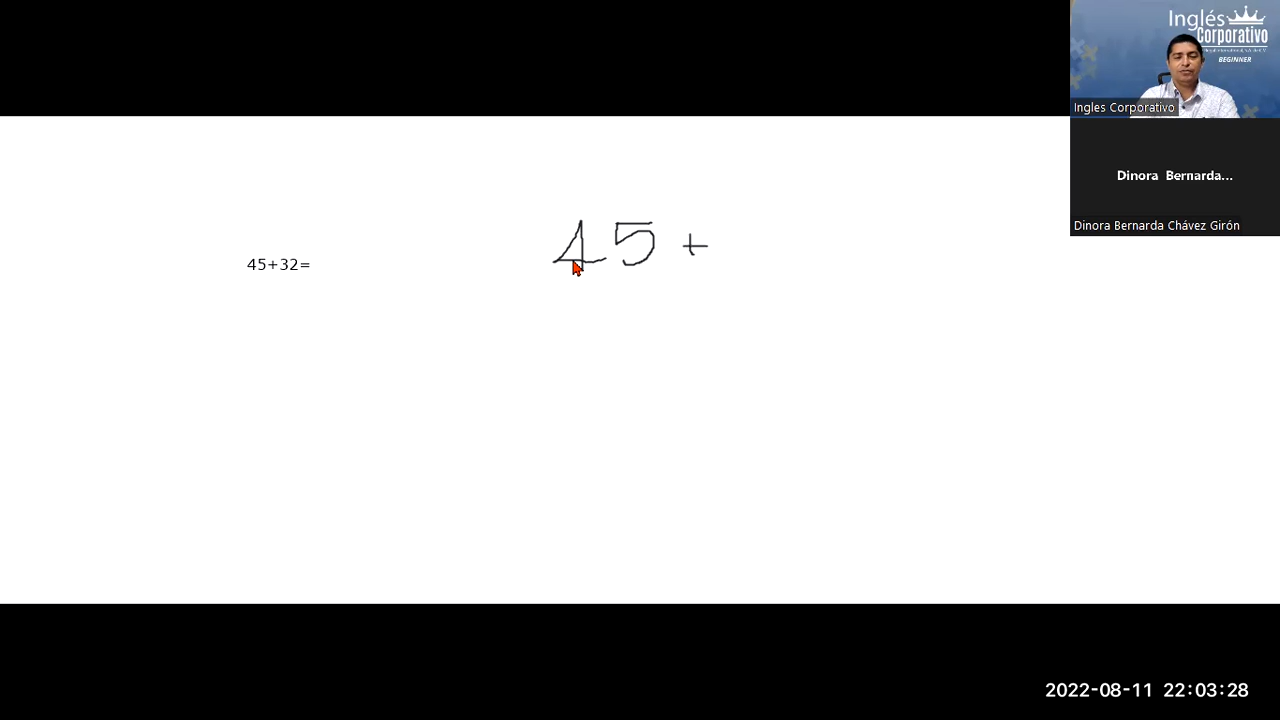 Inglés
Corporativo
BEGINNER
Ingles Corporativo
Dinora Bernarda...
Dinora Bernarda Chávez Girón
45 +
45+32=
2022-08-11 22:03:28